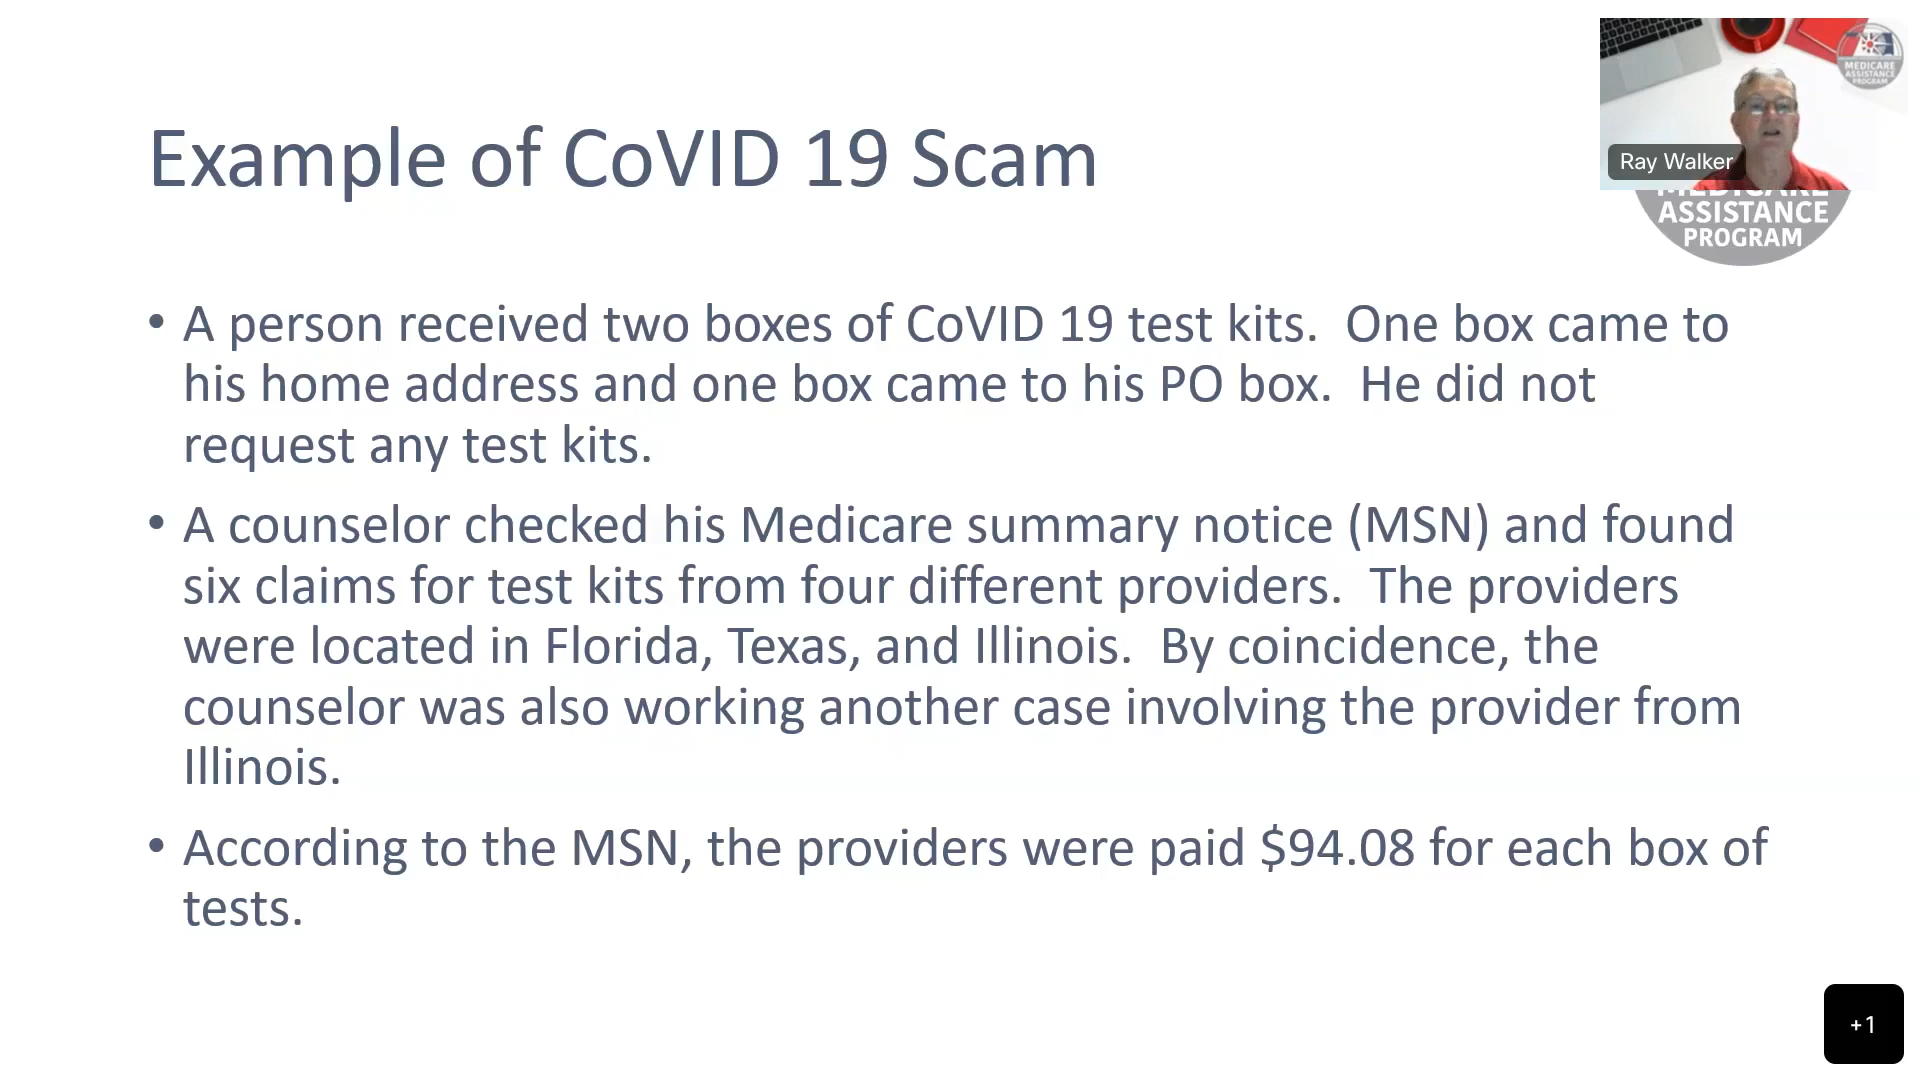 MEDICARE
ASSISTANCE
PROGRAM
Ray Walker
Example of CoVID 19 Scam
ASSISTANCE
PROGRAM
• A person received two boxes of CoVID 19 test kits.  One box came to
his home address and one box came to his PO box.  He did not
request any test kits.
• A counselor checked his Medicare summary notice (MSN) and found
six claims for test kits from four different providers.  The providers
were located in Florida, Texas, and Illinois.  By coincidence, the
counselor was also working another case involving the provider from
Illinois.
• According to the MSN, the providers were paid $94.08 for each box of
tests.
+1